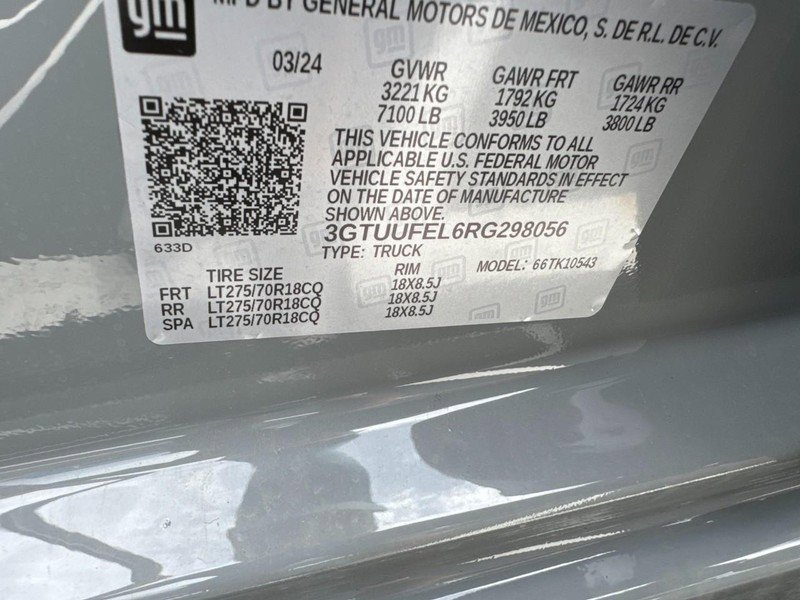 gm
MFD BY GENERAL MOTORS DE MEXICO, S. DE R.L. DE C.V.
03/24 GVWR GAWR FRT GAWR RR
3221 KG 1792 KG 1724 KG
7100 LB 3950 LB 3800 LB
THIS VEHICLE CONFORMS TO ALL
APPLICABLE U.S. FEDERAL MOTOR
VEHICLE SAFETY STANDARDS IN EFFECT
ON THE DATE OF MANUFACTURE
SHOWN ABOVE.
633D 3GTUUFEL6RG298056
TYPE: TRUCK MODEL: 66TK10543
TIRE SIZE RIM
FRT LT275/70R18CQ 18X8.5J
RR LT275/70R18CQ 18X8.5J
SPA LT275/70R18CQ 18X8.5J